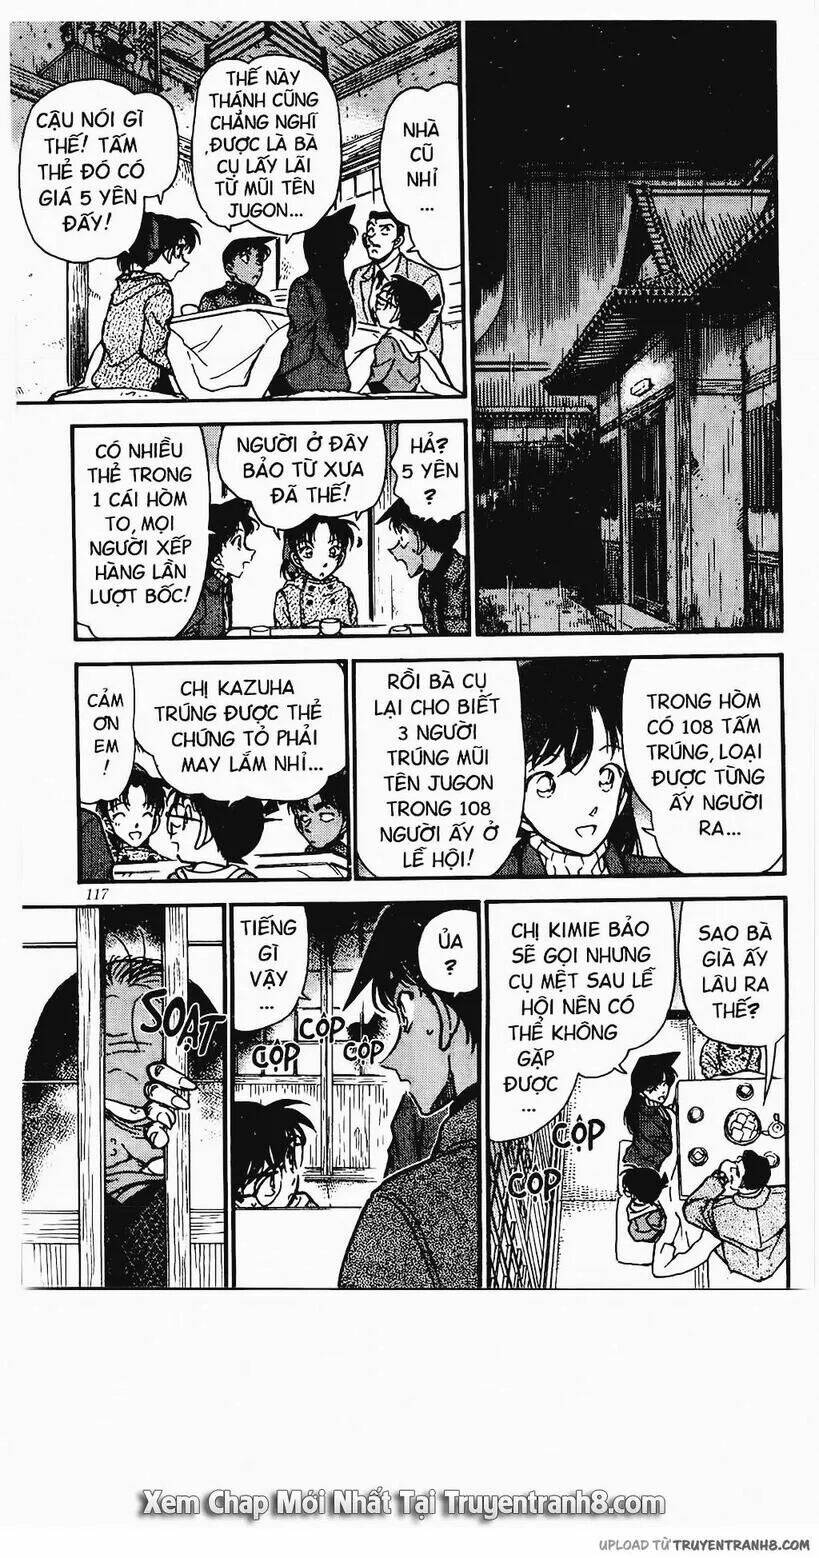 NHÀ
CŨ
NHỈ
...
THẾ NÀY
THÁNH CŨNG
CHẲNG NGHĨ
,ĐƯỢC LÀ BÀ
CỤ LẤY LÃI
TỪ MŨI TÊN
JUGON...
CẬU NÓI GÌ
THẾ! TẤM
THẺ ĐÓ CÓ
GIÁ 5 YÊN
ĐẤY!
HẢ?
5 YÊN
?
NGƯỜI Ở ĐÂY
BẢO TỪ XƯA
ĐÃ THẾ!
CÓ NHIỀU
THẺ TRONG
1 CÁI HÒM
TO, MỌI
NGƯỜI XẾP
HÀNG LẦN
LƯỢT BỐC!
TRONG HÒM
CÓ 108 TẤM
TRÚNG, LOẠI
ĐƯỢC TỪNG
ẤY NGƯỜI
RA...
RỒI BÀ CỤ
LẠI CHO BIẾT
3 NGƯỜI
TRÚNG MŨI
TÊN JUGON
TRONG 108
NGƯỜI ẤY Ở
LỄ HỘI!
CHỊ KAZUHA
TRÚNG ĐƯỢC THẺ
CHỨNG TỎ PHẢI
MAY LẮM NHỈ...
CẢM
ƠN
EM
!
117
SAO BÀ
GIÀ ẤY
LÂU RA
THẾ?
CHỊ KIMIE BẢO
SẼ GỌI NHƯNG
CỤ MỆT SAU LỄ
HỘI NÊN CÓ
THỂ KHÔNG
GẶP
ĐƯỢC
...
CỘP
CỘP
ỦA
?
TIẾNG
GÌ
VẬY
...
CỘP
CỘP
CỘP
SOẠT
Xem Chap Mới Nhất Tại Truyentranh8.com
UPLOAD TỪ TRUYENTRANH8.COM